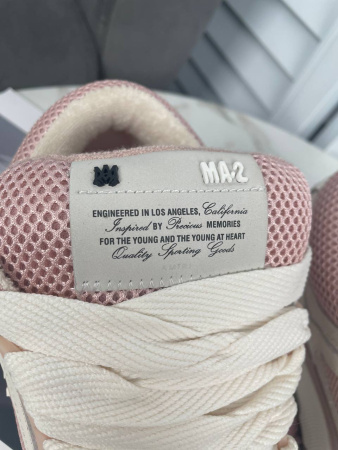 MA-2
ENGINEERED IN LOS ANGELES, California
Inspired BY Precious MEMORIES
FOR THE YOUNG AND THE YOUNG AT HEART
Quality Sporting Goods